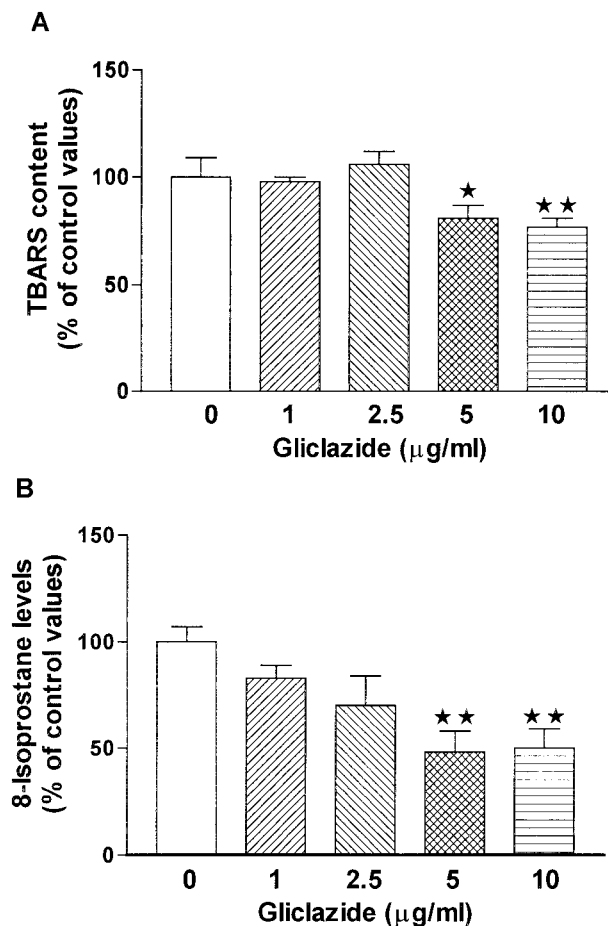 A
TBARS content
(% of control values)
150
100
50
0
★
★★
0 1 2.5 5 10
Gliclazide (μg/ml)
B
8-Isoprostane levels
(% of control values)
150
100
50
0
★★ ★★
0 1 2.5 5 10
Gliclazide (μg/ml)